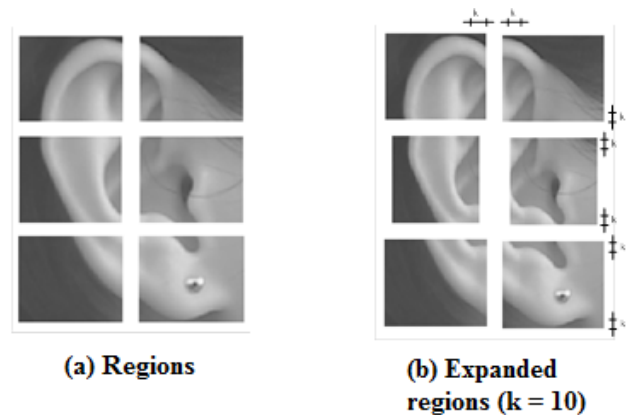 k k
k
k
k
k
k
(a) Regions
(b) Expanded
regions (k = 10)